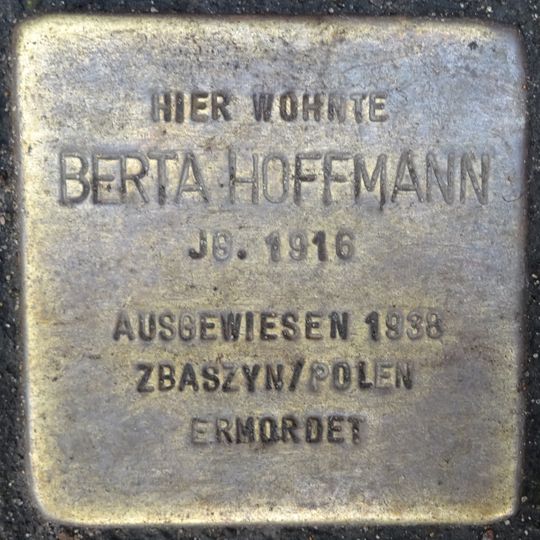 HIER WOHNTE
BERTA HOFFMANN
JG. 1916
AUSGEWIESEN 1938
ZBASZYN/POLEN
ERMORDET